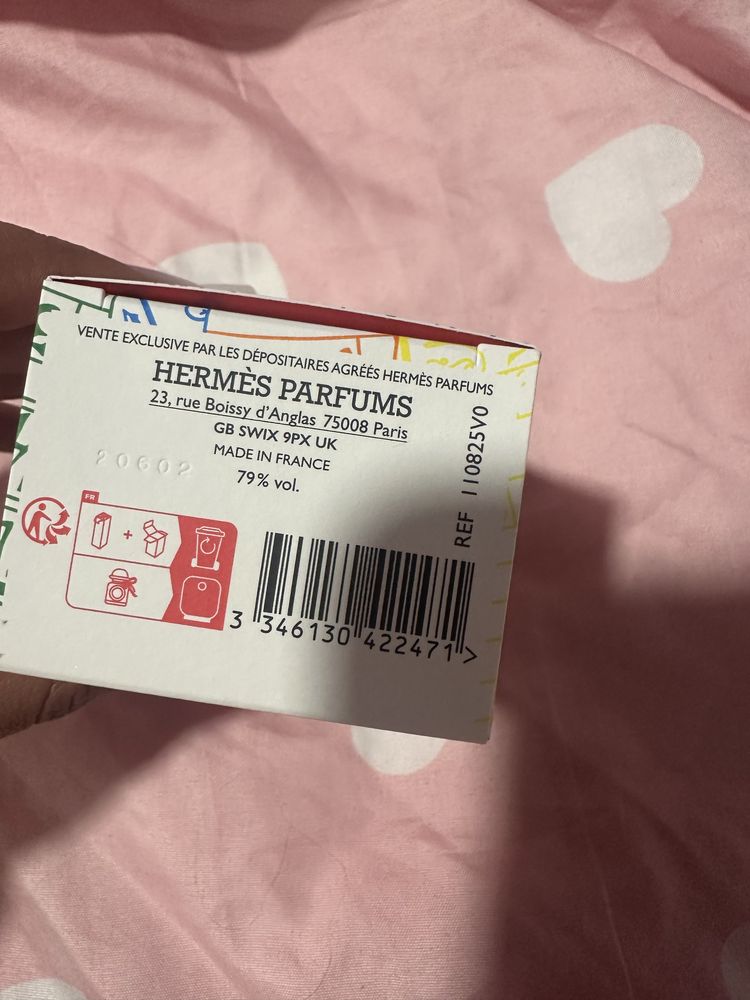 VENTE EXCLUSIVE PAR LES DÉPOSITAIRES AGRÉÉS HERMÈS PARFUMS
HERMÈS PARFUMS
23, rue Boissy d'Anglas 75008 Paris
GB SWIX 9PX UK
MADE IN FRANCE
79% vol.
20602
REF 110825V0
FR
+
3 346130 422471 >